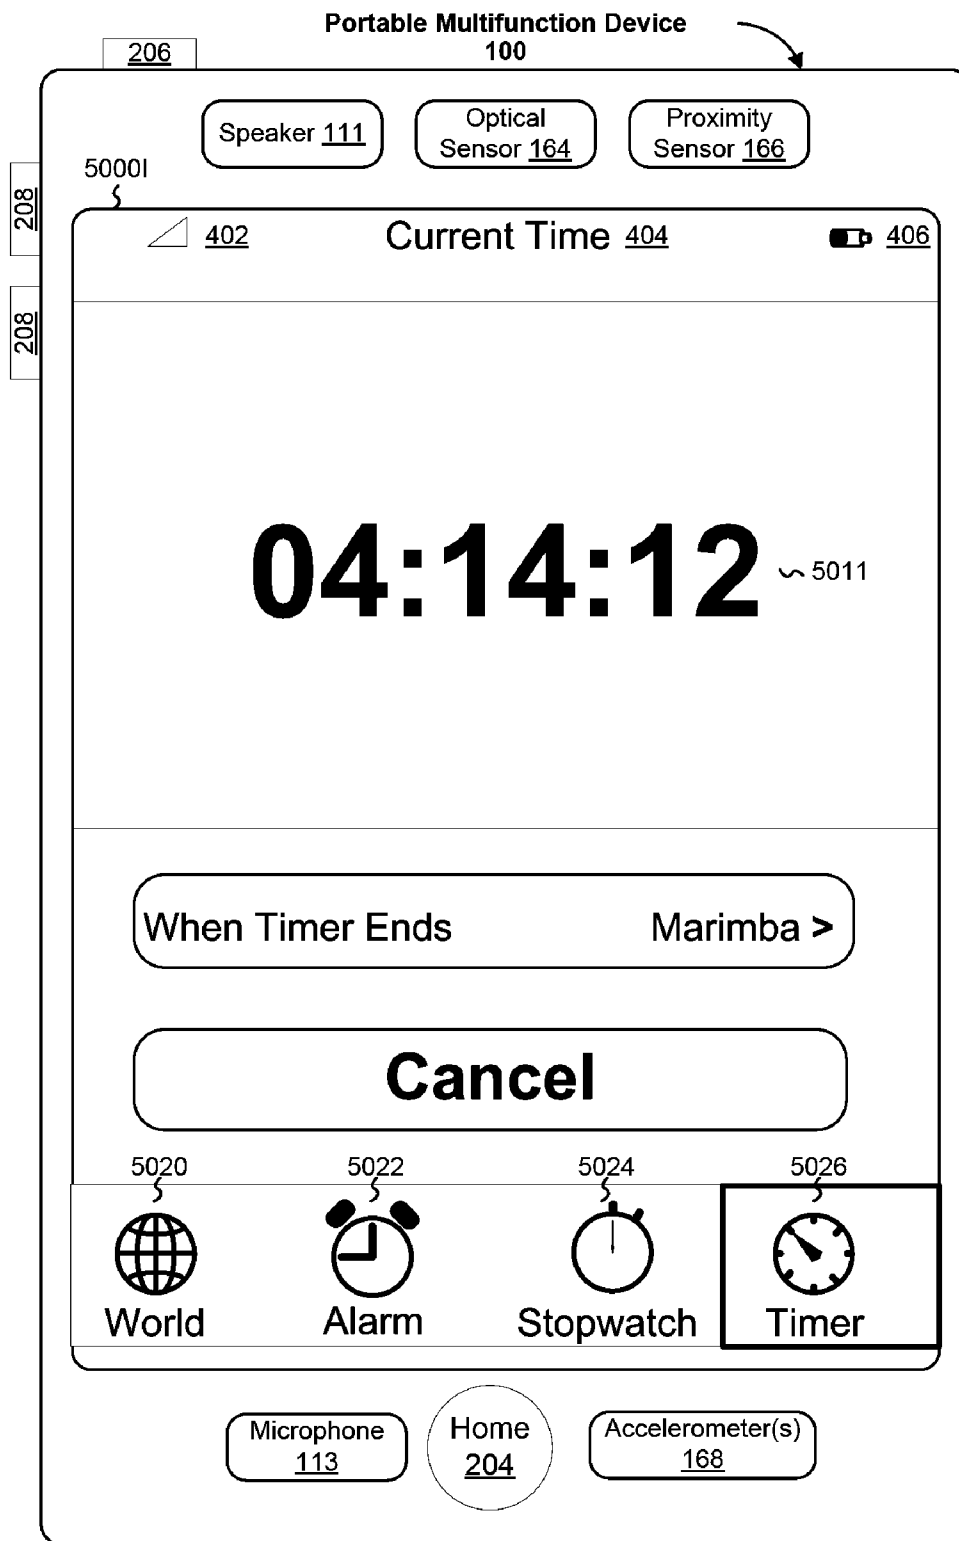 Portable Multifunction Device
100
206
Speaker 111
Optical
Sensor 164
Proximity
Sensor 166
5000I
208
402
Current Time 404
406
208
04:14:12
5011
When Timer Ends Marimba >
Cancel
5020
5022
5024
5026
World
Alarm
Stopwatch
Timer
Microphone
113
Home
204
Accelerometer(s)
168